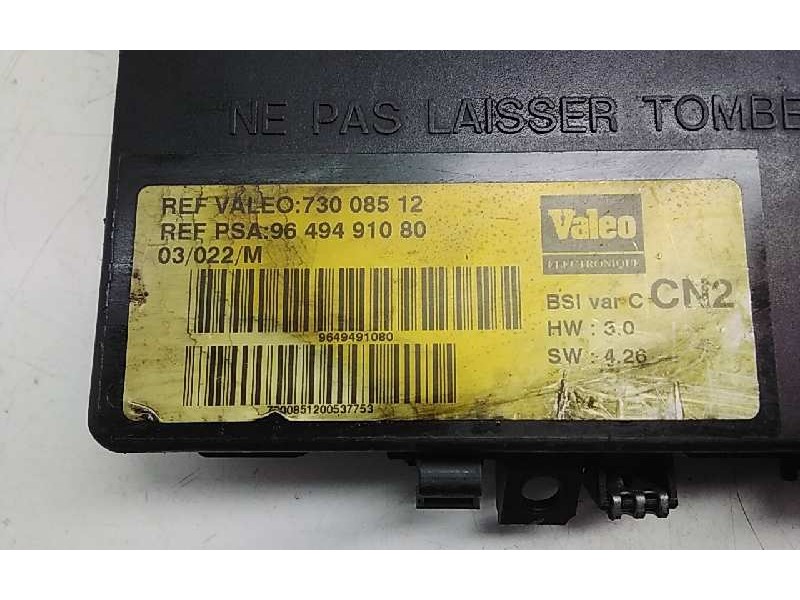 NE PAS LAISSER TOMBE
REF VALEO:730 085 12
REF PSA:96 494 910 80
03/022/M
Valeo
ELECTRONIQUE
BSI var C CN2
HW : 3.0
SW : 4.26
9649491080